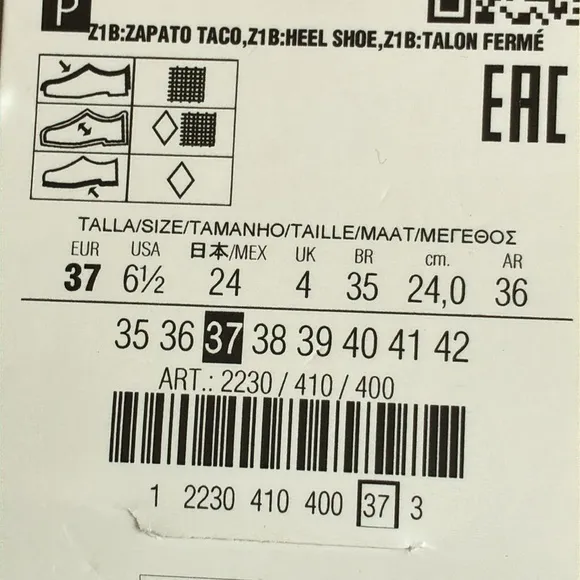 P
Z1B:ZAPATO TACO,Z1B:HEEL SHOE,Z1B:TALON FERMÉ
EAC
TALLA/SIZE/TAMANHO/TAILLE/MAAT/ΜΕΓΕΘΟΣ
EUR USA 日本/MEX UK BR cm. AR
37 6½ 24 4 35 24,0 36
35 36 37 38 39 40 41 42
ART.: 2230 / 410 / 400
1 2230 410 400 37 3